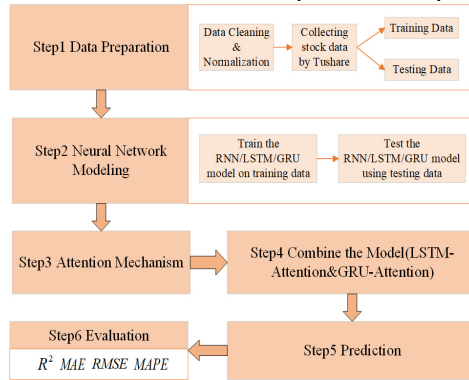 Step1 Data Preparation
Data Cleaning
&
Normalization
Collecting
stock data
by Tushare
Training Data
Testing Data
Step2 Neural Network
Modeling
Train the
RNN/LSTM/GRU
model on training data
Test the
RNN/LSTM/GRU model
using testing data
Step3 Attention Mechanism
Step4 Combine the Model(LSTM-
Attention&GRU-Attention)
Step5 Prediction
Step6 Evaluation
R² MAE RMSE MAPE